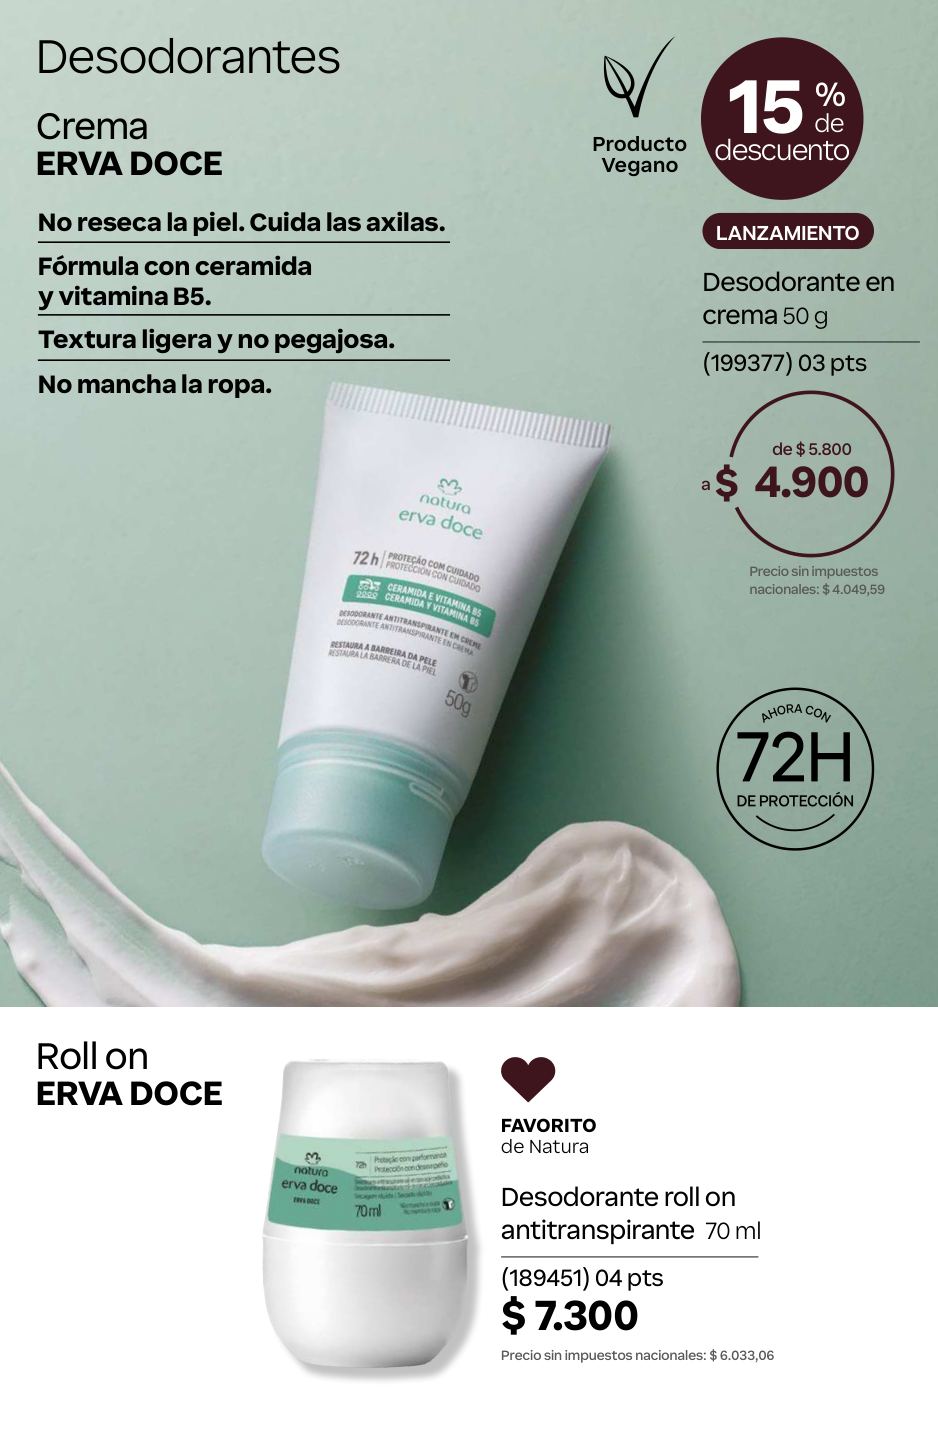 Desodorantes
Crema
ERVA DOCE
No reseca la piel. Cuida las axilas.
Fórmula con ceramida
y vitamina B5.
Textura ligera y no pegajosa.
No mancha la ropa.
Producto
Vegano
15 %
de
descuento
LANZAMIENTO
Desodorante en
crema 50 g
(199377) 03 pts
de $ 5.800
a $ 4.900
Precio sin impuestos
nacionales: $ 4.049,59
natura
erva doce
72 h PROTEÇÃO COM CUIDADO
PROTECCIÓN CON CUIDADO
CERAMIDA E VITAMINA B5
CERAMIDA Y VITAMINA B5
DESODORANTE ANTITRANSPIRANTE EM CREME
DESODORANTE ANTITRANSPIRANTE EN CREMA
RESTAURA A BARREIRA DA PELE
RESTAURA LA BARRERA DE LA PIEL
50g
AHORA CON
72H
DE PROTECCIÓN
Roll on
ERVA DOCE
natura
erva doce
ERVA DOCE
72h Proteção com performance
Protección con desempeño
Secagem rápida / Secado rápido
70 ml
FAVORITO
de Natura
Desodorante roll on
antitranspirante 70 ml
(189451) 04 pts
$ 7.300
Precio sin impuestos nacionales: $ 6.033,06